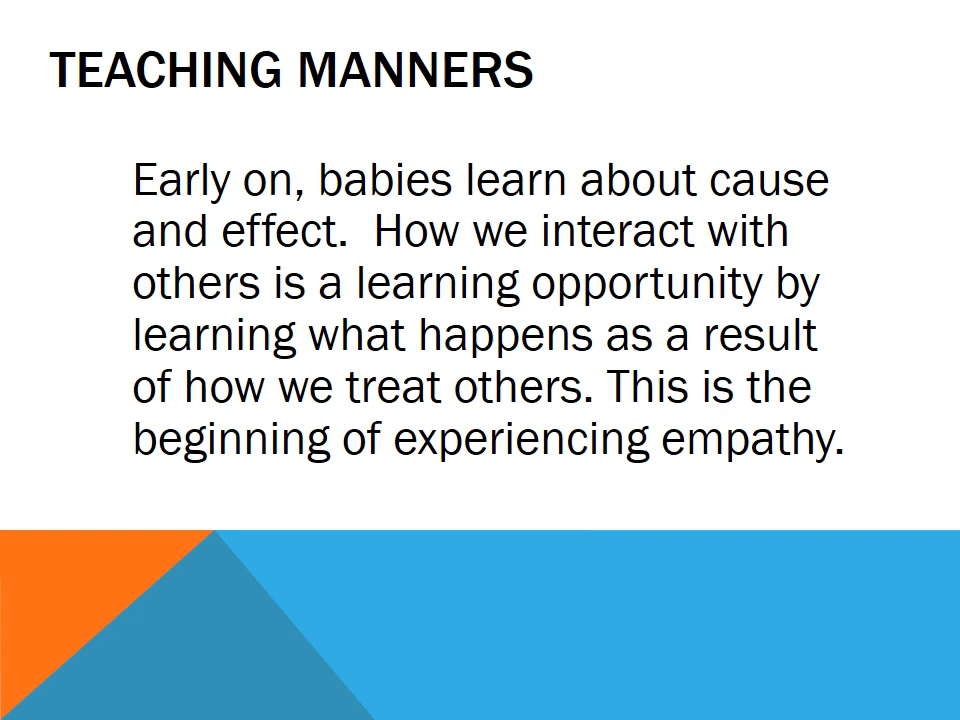 TEACHING MANNERS
Early on, babies learn about cause
and effect.  How we interact with
others is a learning opportunity by
learning what happens as a result
of how we treat others. This is the
beginning of experiencing empathy.